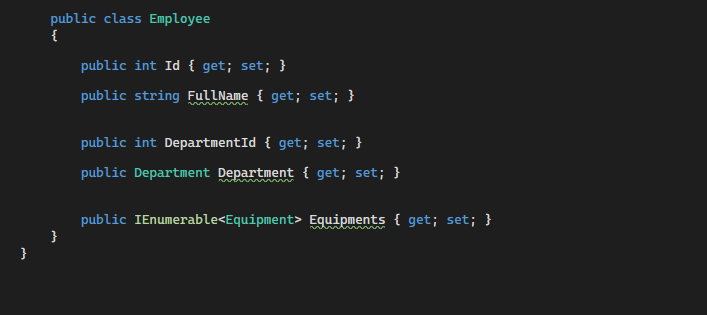 public class Employee
{
public int Id { get; set; }
public string FullName { get; set; }
public int DepartmentId { get; set; }
public Department Department { get; set; }
public IEnumerable<Equipment> Equipments { get; set; }
}
}